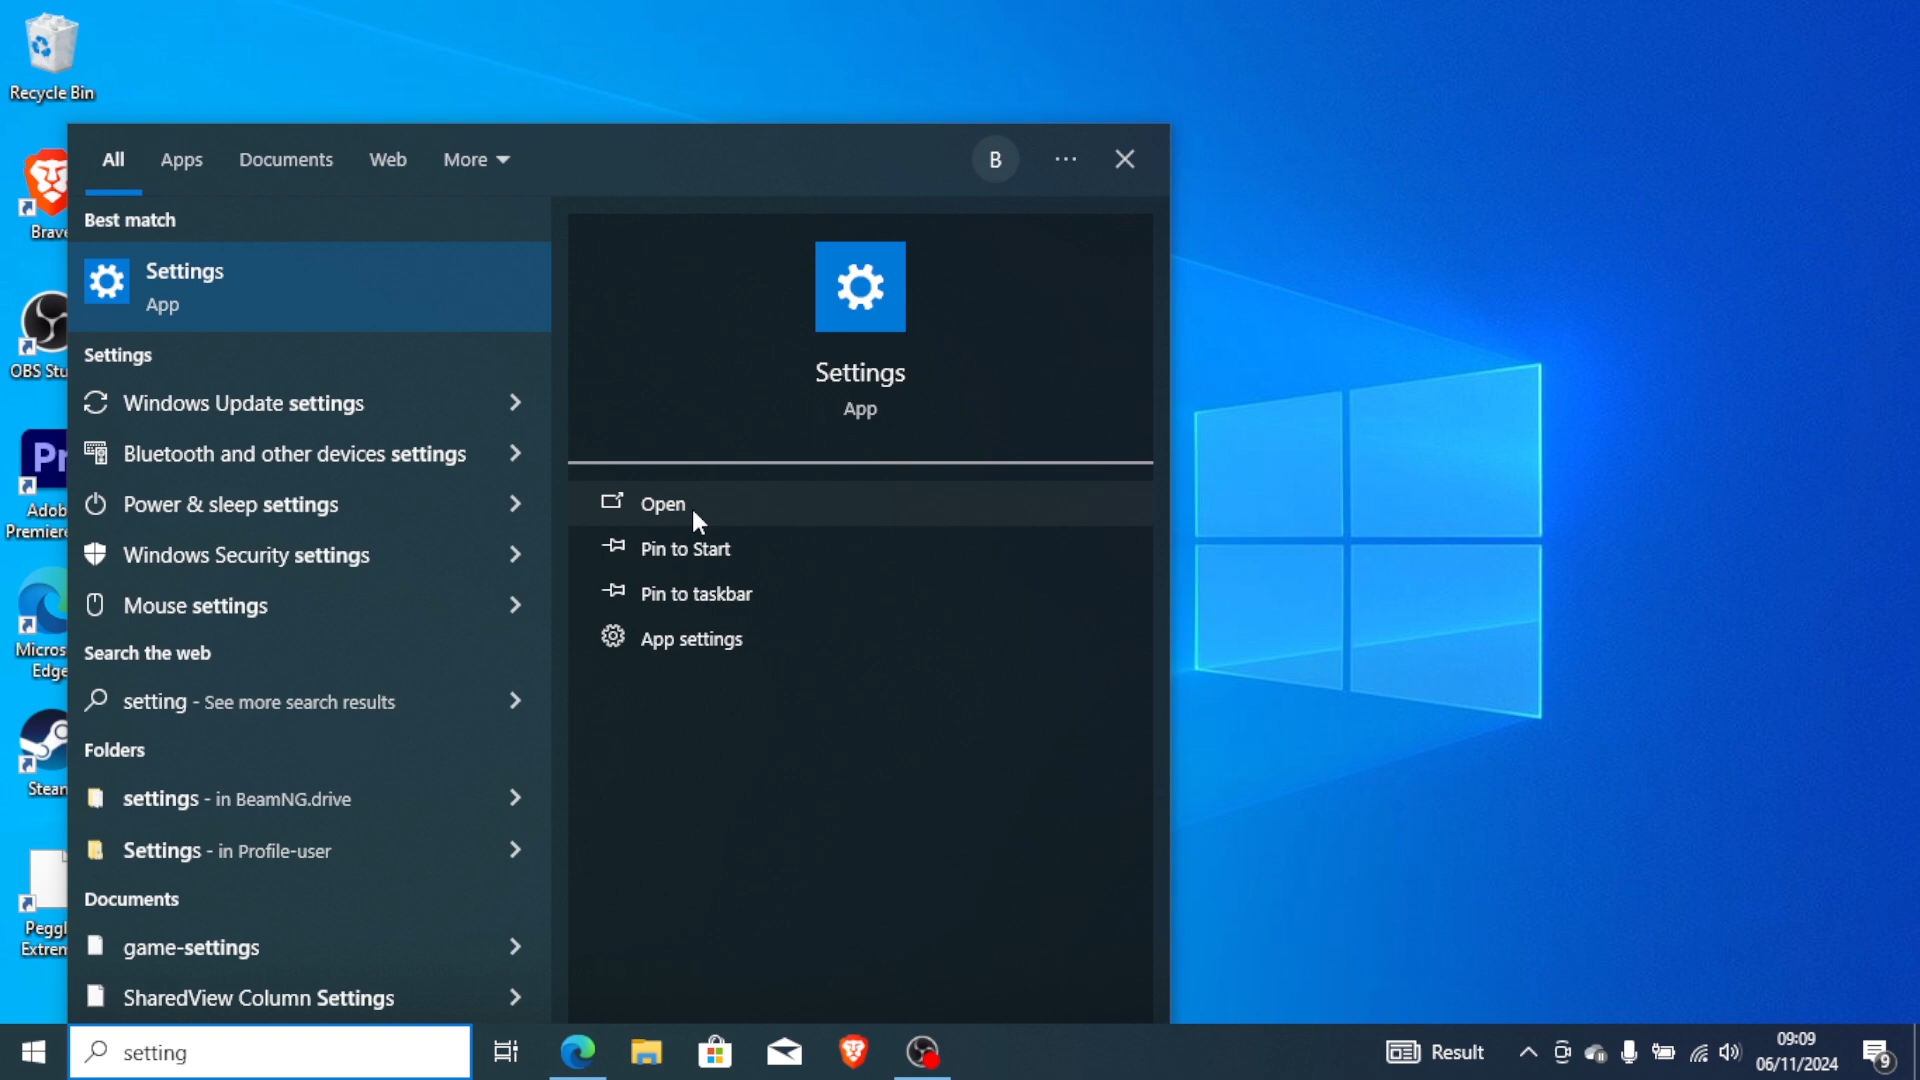 Recycle Bin
Brave
OBS Stu
Pr
Adob
Premiere
Micros
Edge
Stean
Peggl
Extren
All Apps Documents Web More
B
Best match
Settings
App
Settings
Windows Update settings
Bluetooth and other devices settings
Power & sleep settings
Windows Security settings
Mouse settings
Search the web
setting - See more search results
Folders
settings - in BeamNG.drive
Settings - in Profile-user
Documents
game-settings
SharedView Column Settings
Settings
App
Open
Pin to Start
Pin to taskbar
App settings
setting
Result
09:09
06/11/2024
9